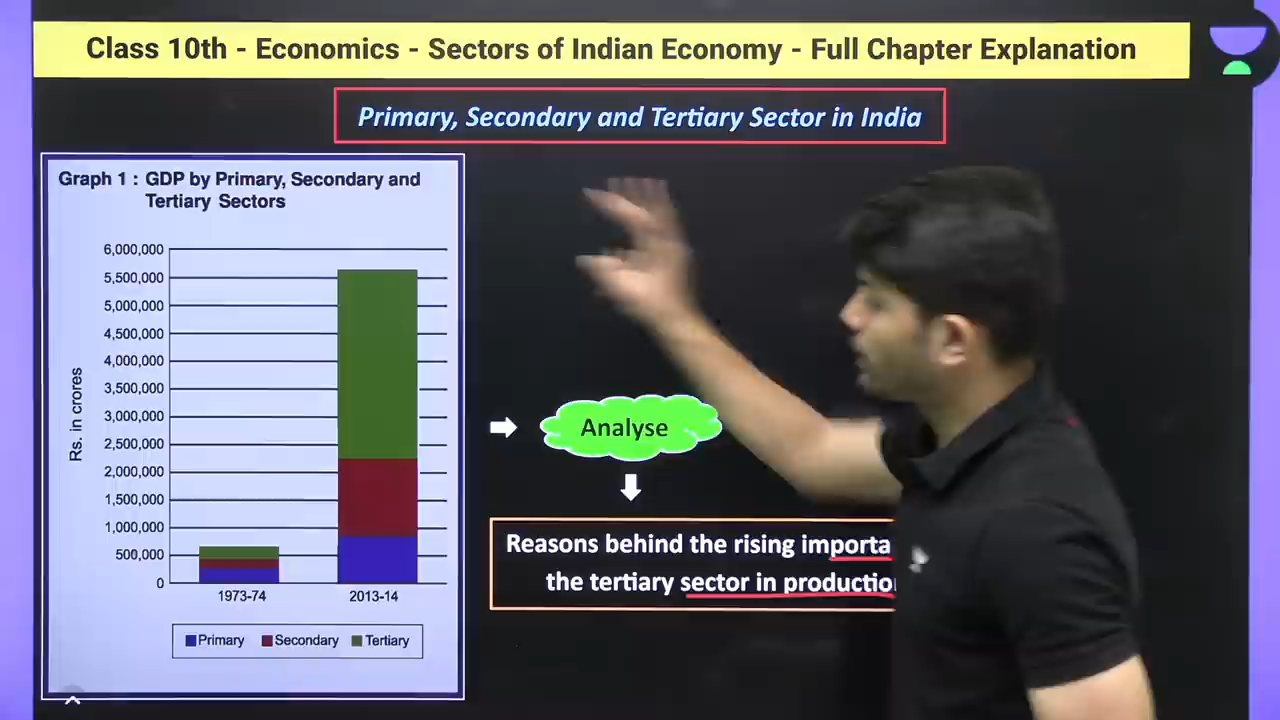 Class 10th - Economics - Sectors of Indian Economy - Full Chapter Explanation
Primary, Secondary and Tertiary Sector in India
Graph 1 : GDP by Primary, Secondary and
Tertiary Sectors
Rs. in crores
6,000,000
5,500,000
5,000,000
4,500,000
4,000,000
3,500,000
3,000,000
2,500,000
2,000,000
1,500,000
1,000,000
500,000
0
1973-74
2013-14
Primary
Secondary
Tertiary
Analyse
Reasons behind the rising
the tertiary sector in